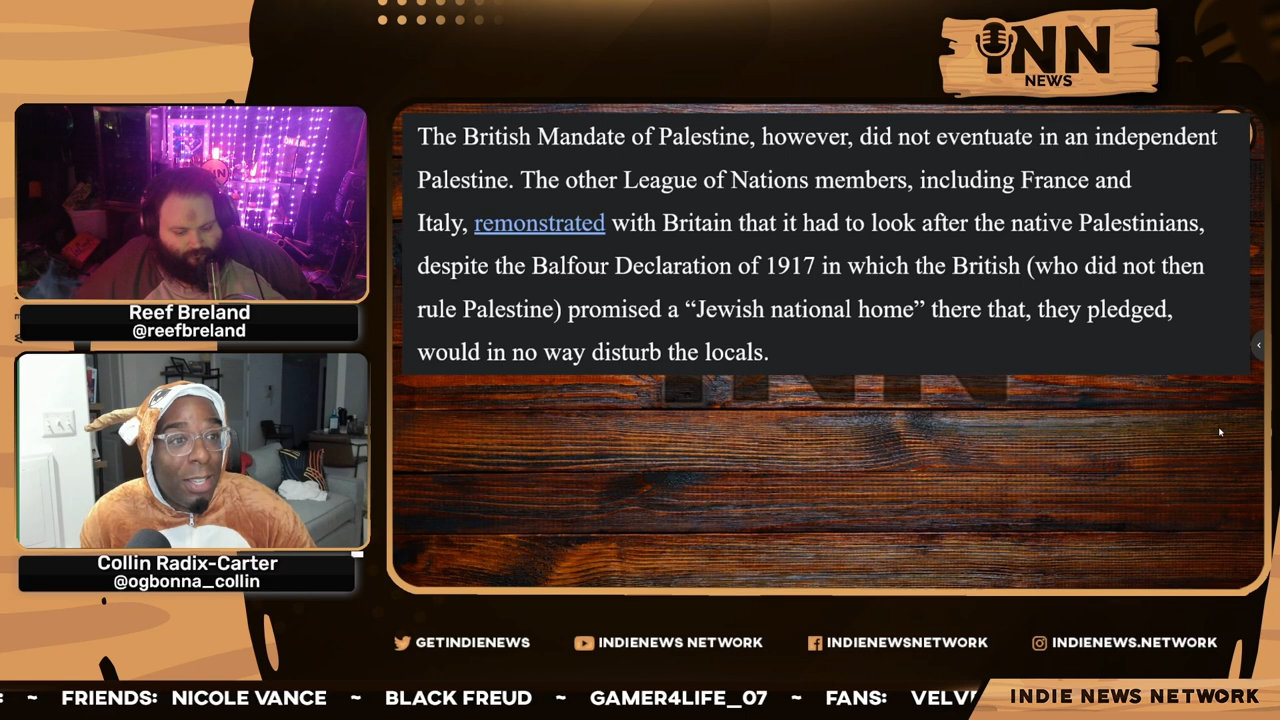 INN
NEWS
The British Mandate of Palestine, however, did not eventuate in an independent
Palestine. The other League of Nations members, including France and
Italy, remonstrated with Britain that it had to look after the native Palestinians,
despite the Balfour Declaration of 1917 in which the British (who did not then
rule Palestine) promised a “Jewish national home” there that, they pledged,
would in no way disturb the locals.
Reef Breland
@reefbreland
Collin Radix-Carter
@ogbonna_collin
GETINDIENEWS
INDIENEWS NETWORK
INDIENEWSNETWORK
INDIENEWS.NETWORK
~ FRIENDS: NICOLE VANCE ~ BLACK FREUD ~ GAMER4LIFE_07 ~ FANS:
INDIE NEWS NETWORK